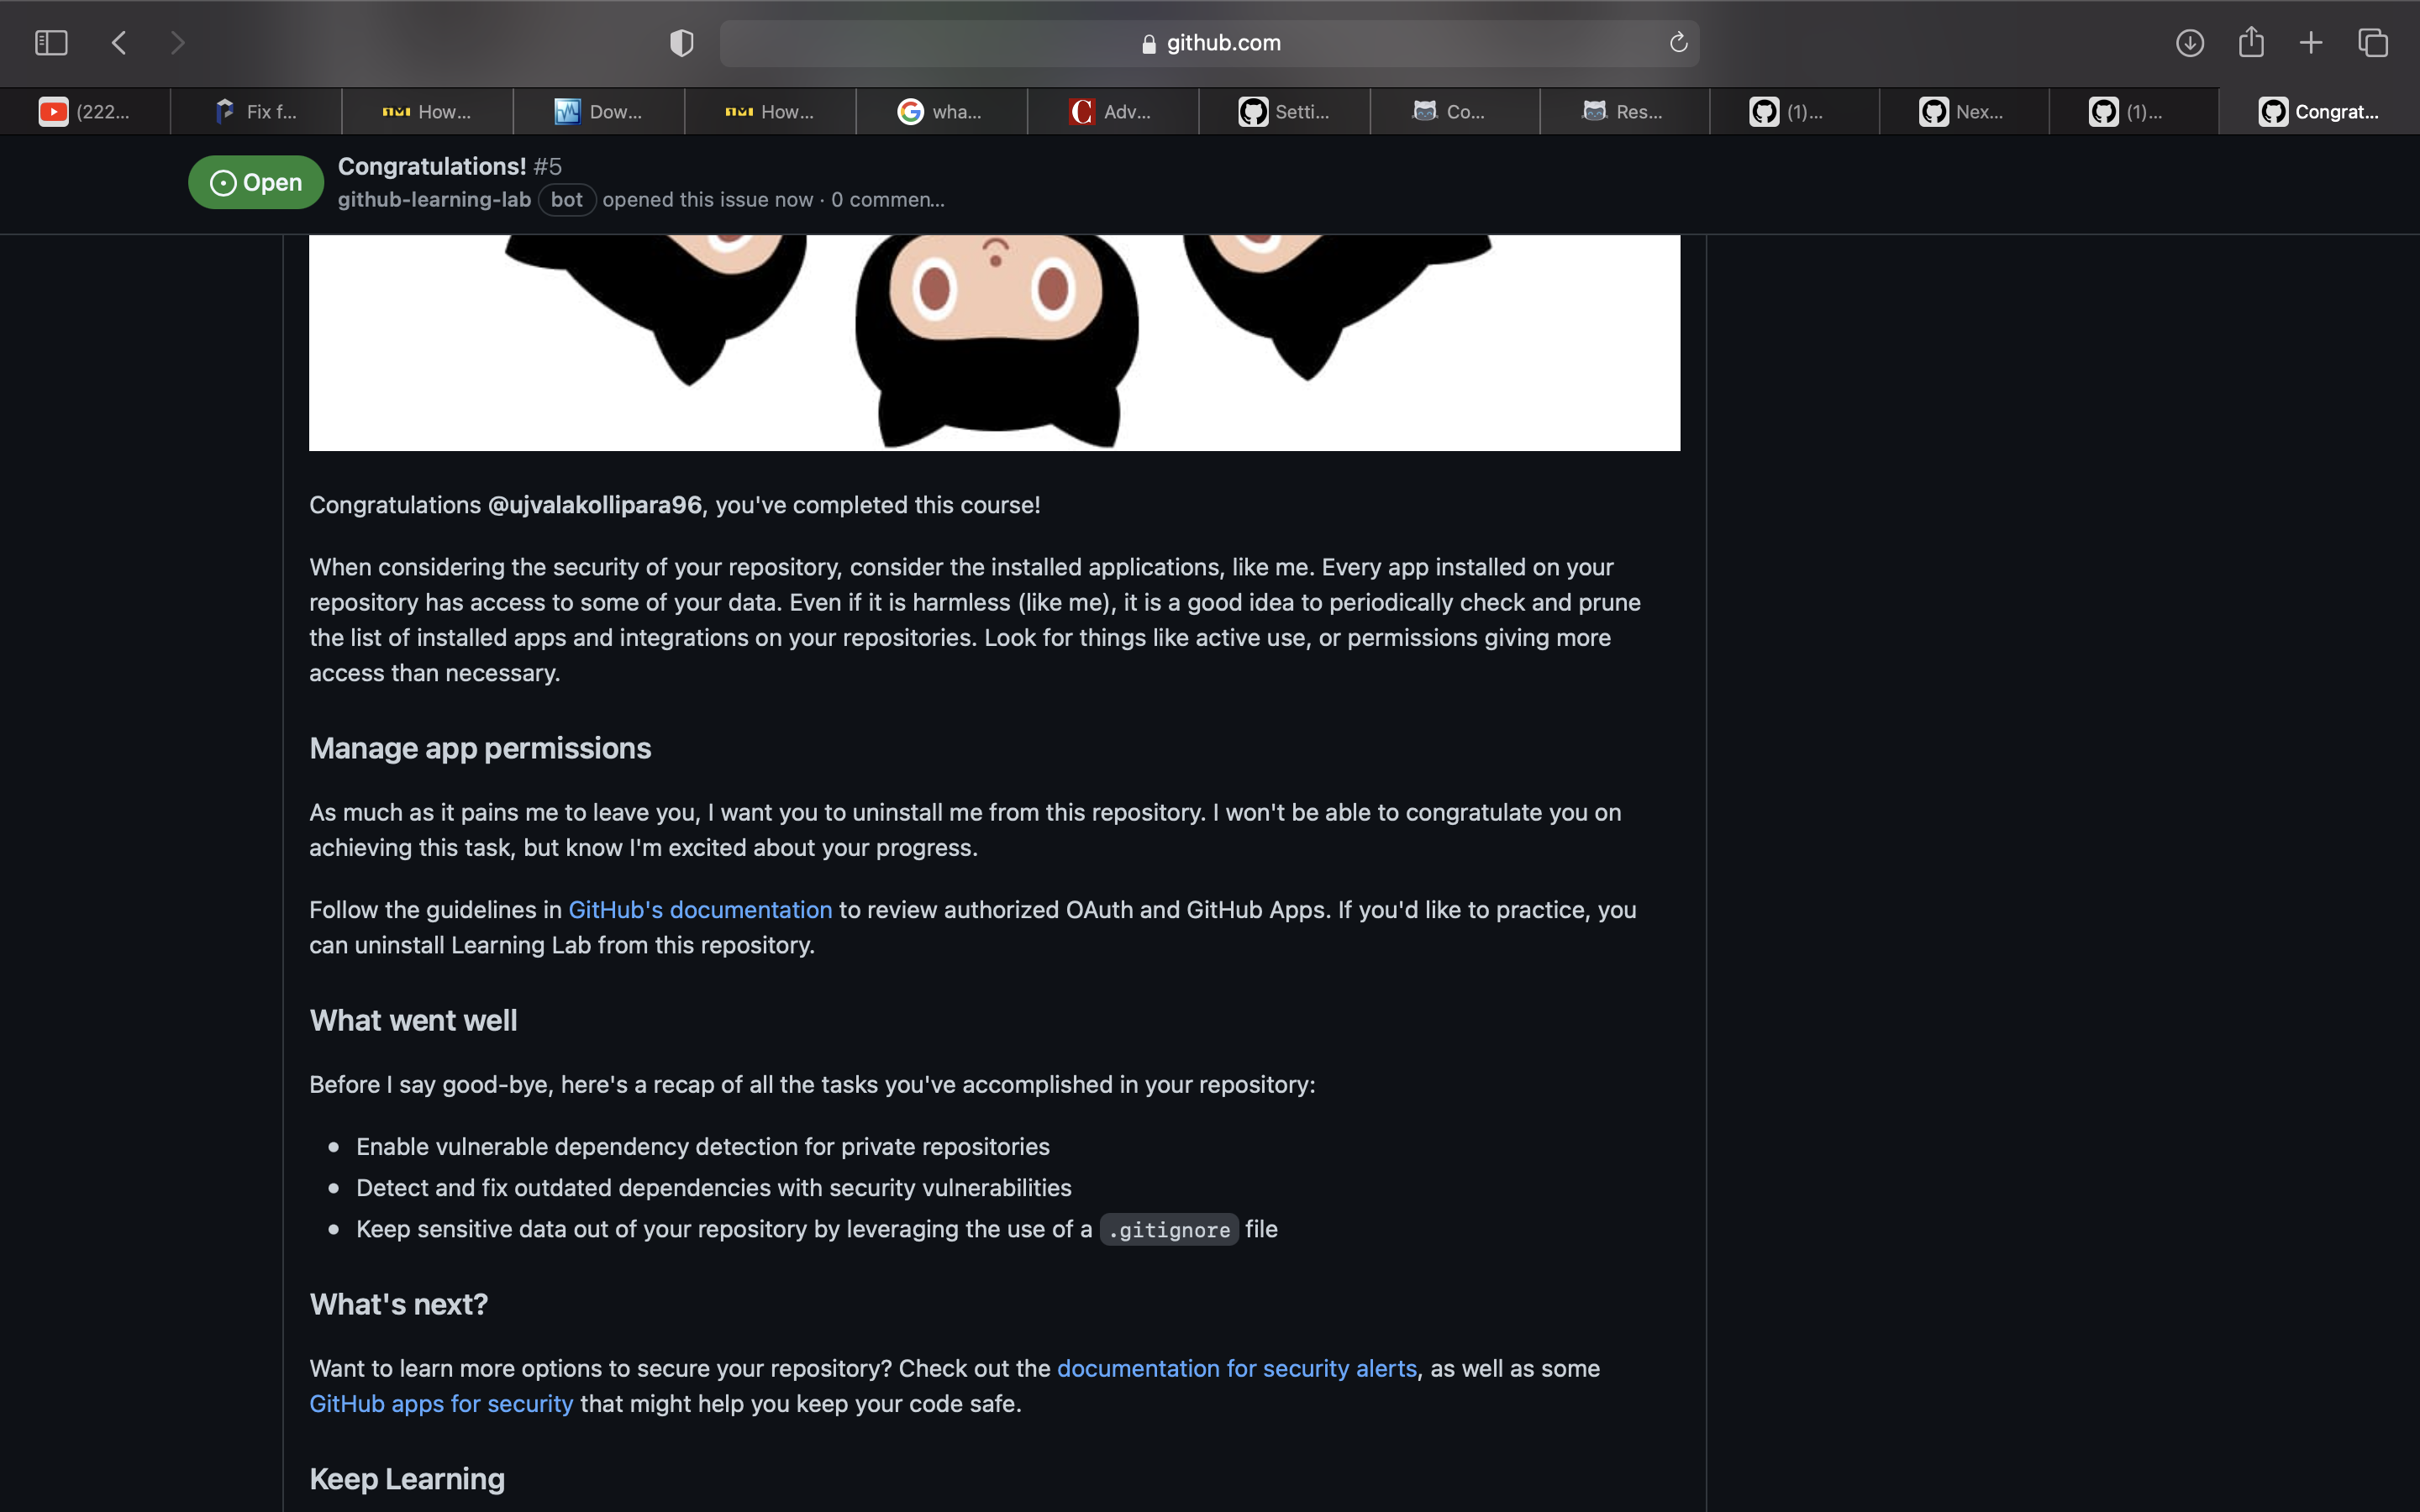 github.com
(222...
Fix f...
How...
Dow...
How...
wha...
Adv...
Setti...
Co...
Res...
(1)...
Nex...
(1)...
Congrat...
Open
Congratulations! #5
github-learning-lab bot opened this issue now · 0 commen...
Congratulations @ujvalakollipara96, you've completed this course!
When considering the security of your repository, consider the installed applications, like me. Every app installed on your
repository has access to some of your data. Even if it is harmless (like me), it is a good idea to periodically check and prune
the list of installed apps and integrations on your repositories. Look for things like active use, or permissions giving more
access than necessary.
Manage app permissions
As much as it pains me to leave you, I want you to uninstall me from this repository. I won't be able to congratulate you on
achieving this task, but know I'm excited about your progress.
Follow the guidelines in GitHub's documentation to review authorized OAuth and GitHub Apps. If you'd like to practice, you
can uninstall Learning Lab from this repository.
What went well
Before I say good-bye, here's a recap of all the tasks you've accomplished in your repository:
• Enable vulnerable dependency detection for private repositories
• Detect and fix outdated dependencies with security vulnerabilities
• Keep sensitive data out of your repository by leveraging the use of a .gitignore file
What's next?
Want to learn more options to secure your repository? Check out the documentation for security alerts, as well as some
GitHub apps for security that might help you keep your code safe.
Keep Learning